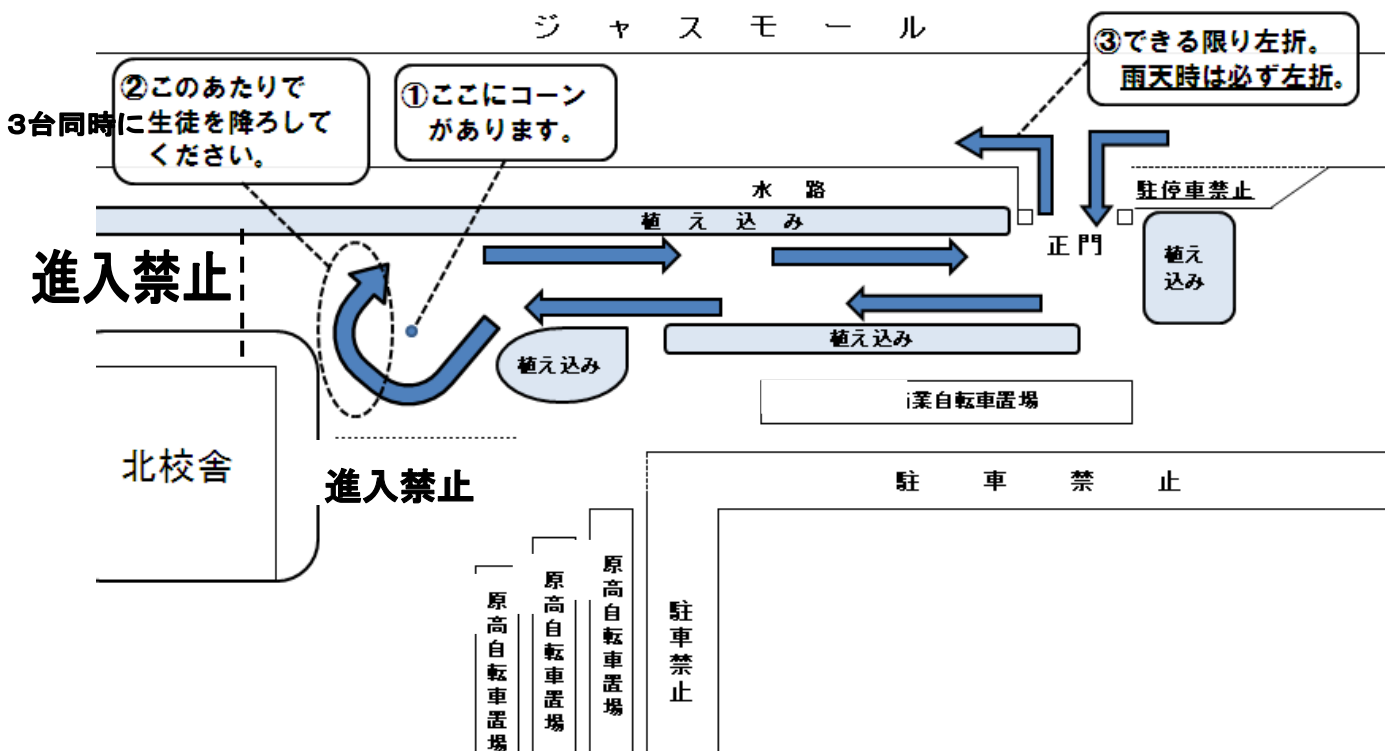 ジャスモール
③できる限り左折。
雨天時は必ず左折。
②このあたりで
3台同時に生徒を降ろして
ください。
①ここにコーン
があります。
水路
駐停車禁止
植え込み
正門
植え
込み
進入禁止
植え込み
植え込み
業自転車置場
北校舎
進入禁止
駐車禁止
原高自転車置場
原高自転車置場
原高自転車置場
駐車禁止